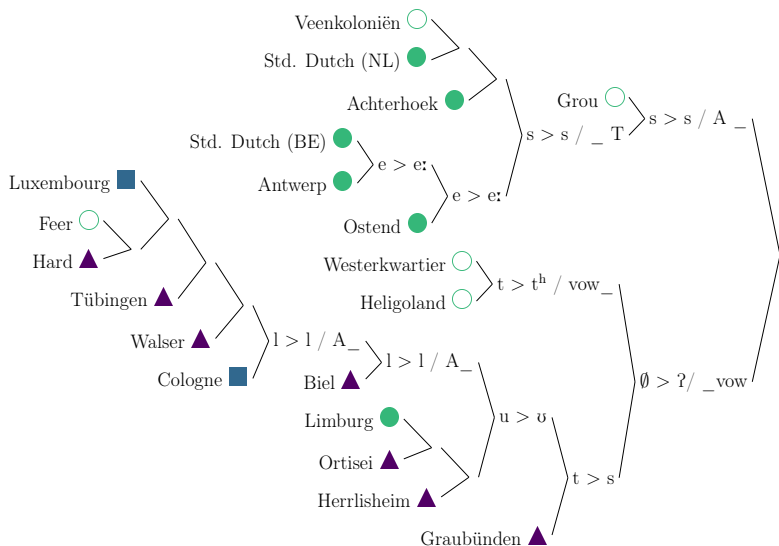 Veenkoloniën
Std. Dutch (NL)
Achterhoek
Grou
s > s / A _
s > s / _ T
Std. Dutch (BE)
e > eː
Antwerp
e > eː
Luxembourg
Feer
Ostend
Hard
Westerkwartier
t > tʰ / vow_
Tübingen
Heligoland
Walser
l > l / A_
l > l / A_
Cologne
Biel
∅ > ʔ/ _vow
Limburg
u > ʊ
Ortisei
t > s
Herrlisheim
Graubünden